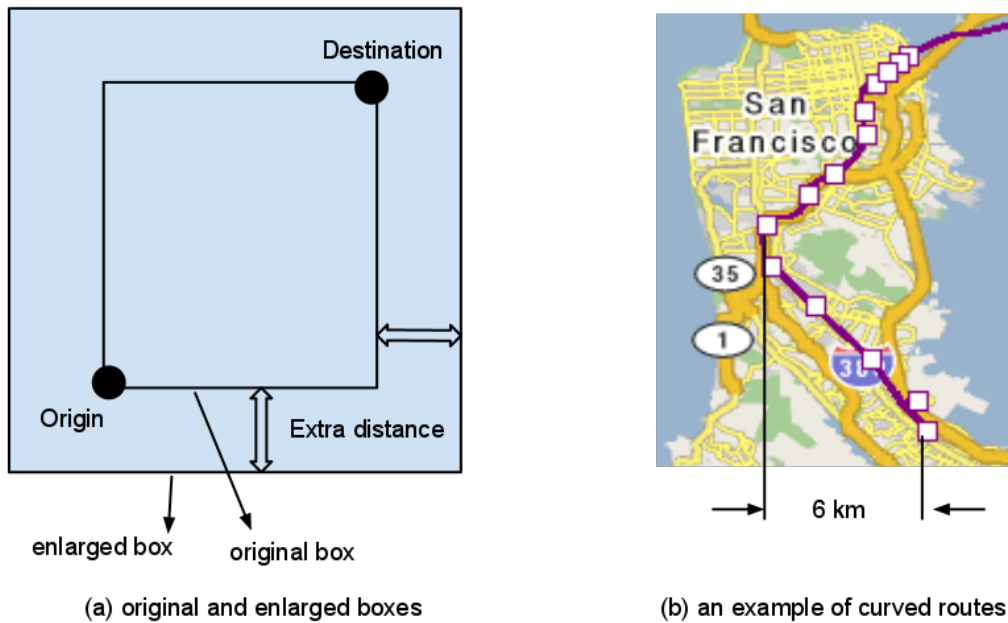 Destination
Origin
Extra distance
enlarged box
original box
(a) original and enlarged boxes
San
Francisco
35
1
380
6 km
(b) an example of curved routes